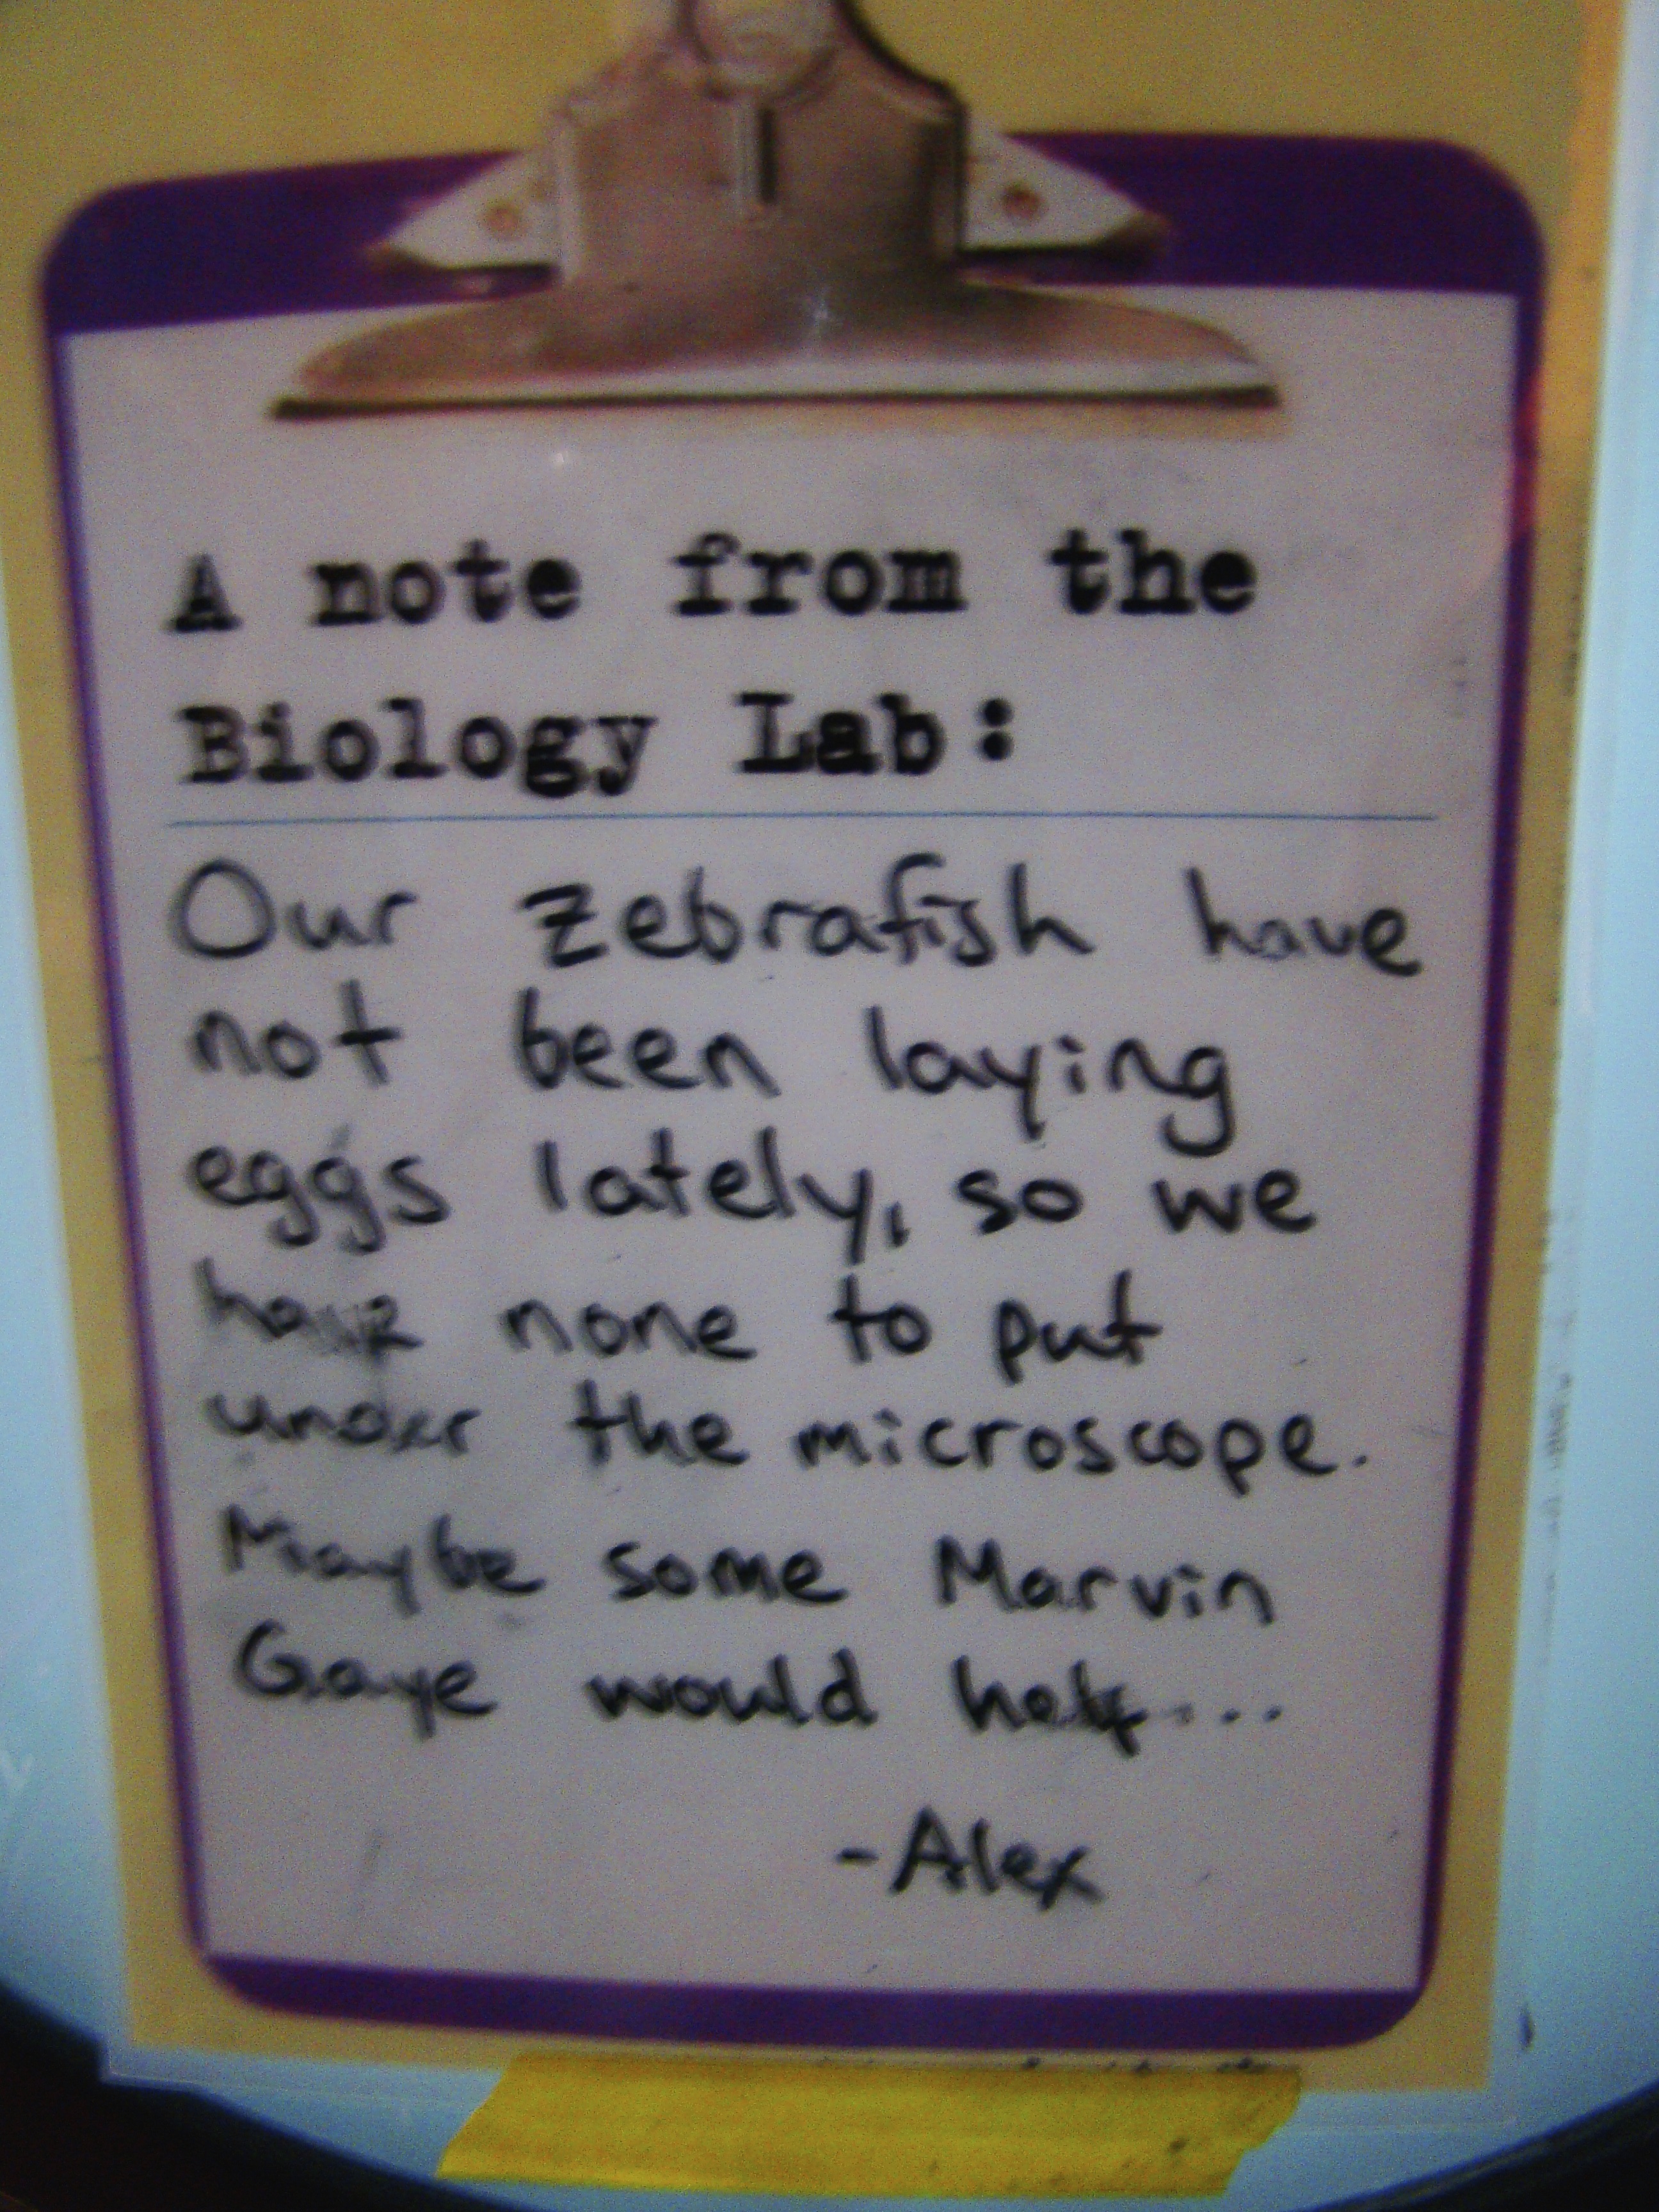 A note from the
Biology Lab:
Our zebrafish have
not been laying
eggs lately, so we
have none to put
under the microscope.
Maybe some Marvin
Gaye would help...
-Alex